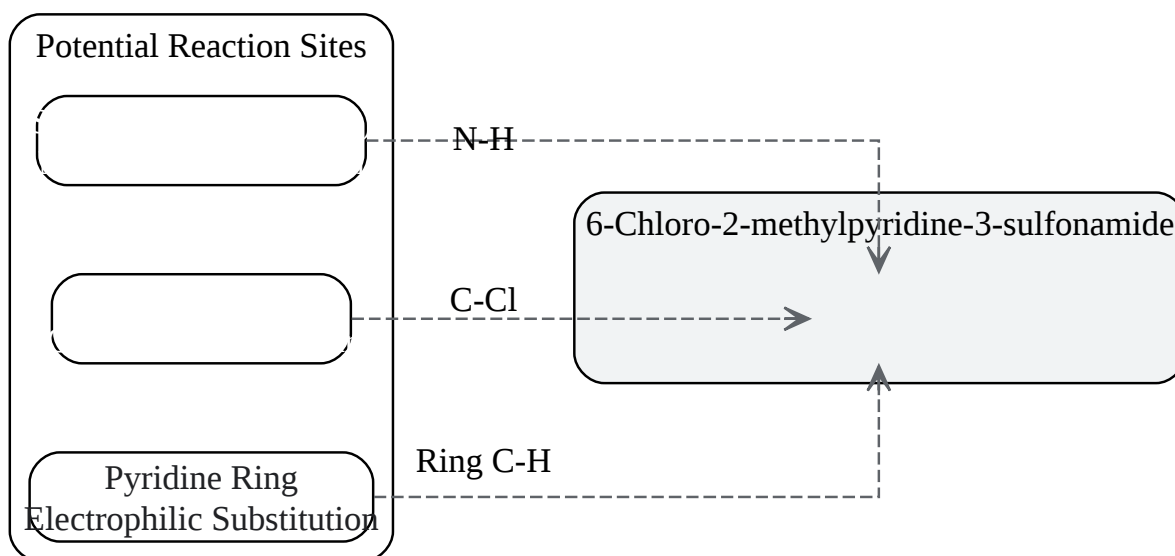 Potential Reaction Sites
N-H
6-Chloro-2-methylpyridine-3-sulfonamide
C-Cl
Ring C-H
Pyridine Ring
Electrophilic Substitution